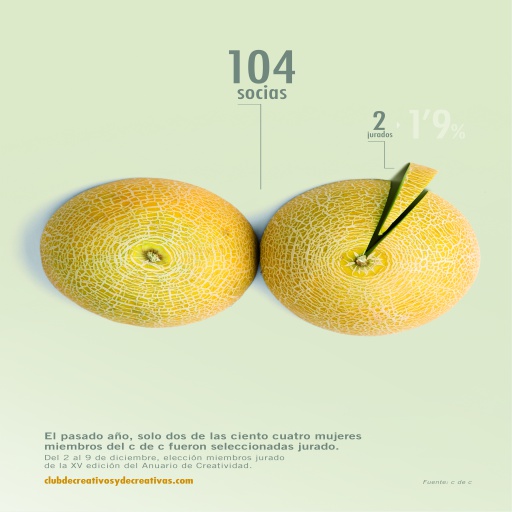 104
socias
2
jurados
1'9%
El pasado año, solo dos de las ciento cuatro mujeres
miembros del c de c fueron seleccionadas jurado.
Del 2 al 9 de diciembre, elección miembros jurado
de la XV edición del Anuario de Creatividad.
clubdecreativosydecreativas.com
Fuente: c de c